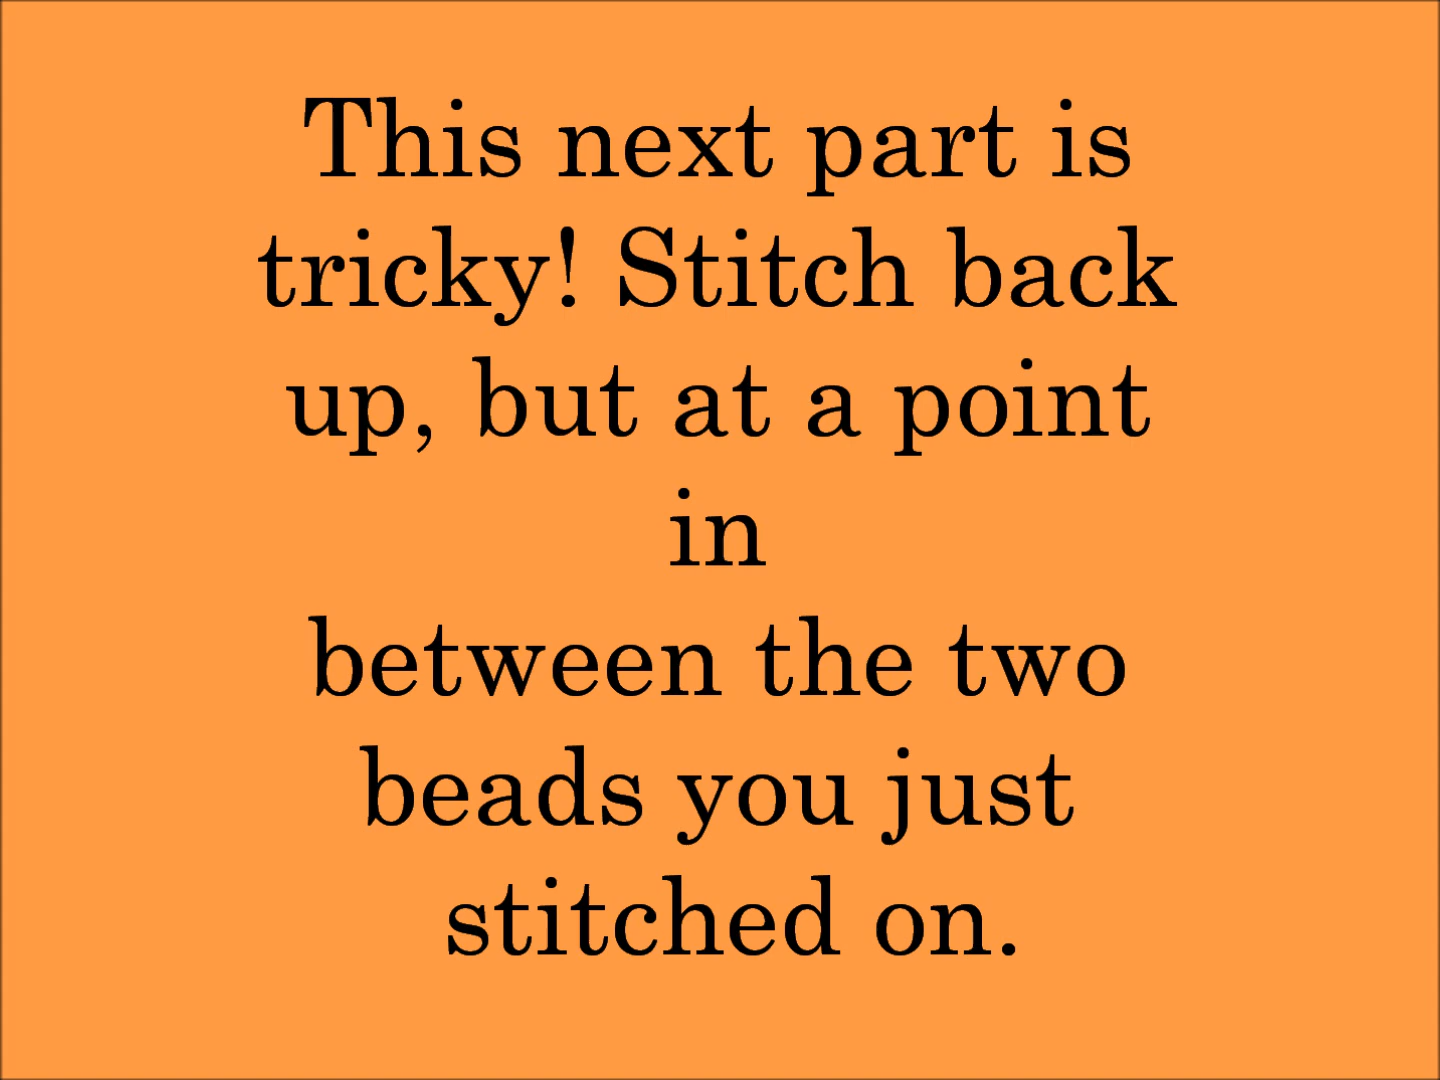 This next part is
tricky! Stitch back
up, but at a point
in
between the two
beads you just
stitched on.